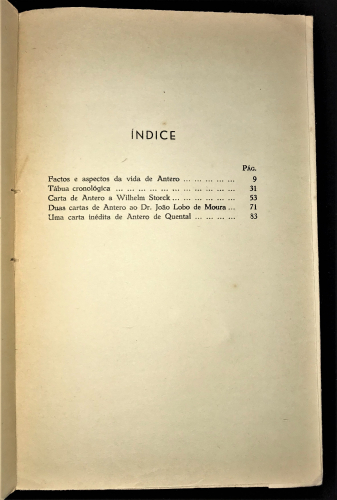 ÍNDICE
PÁG.
Factos e aspectos da vida de Antero ... ... ... ... 9
Tábua cronológica ... ... ... ... ... ... ... ... ... 31
Carta de Antero a Wilhelm Storck ... ... ... ... ... 53
Duas cartas de Antero ao Dr. João Lobo de Moura ... 71
Uma carta inédita de Antero de Quental ... ... ... 83